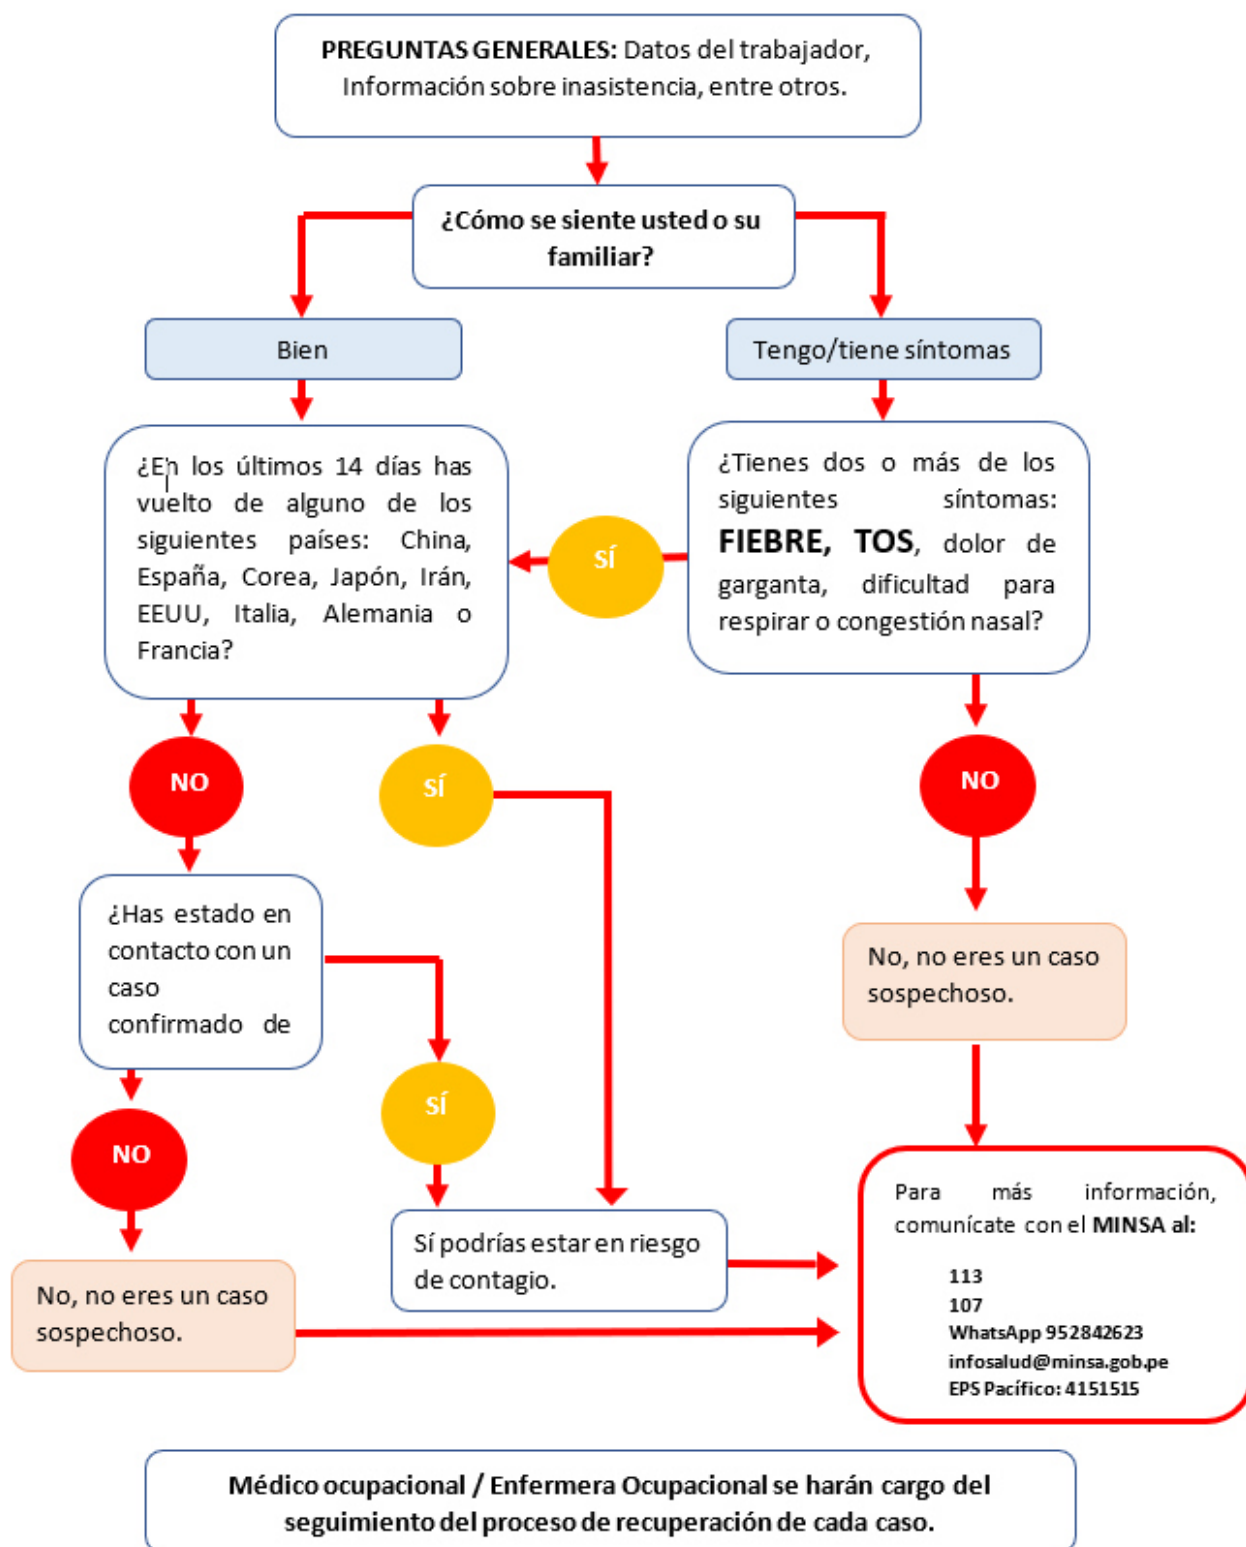 PREGUNTAS GENERALES: Datos del trabajador,
Información sobre inasistencia, entre otros.
¿Cómo se siente usted o su
familiar?
Bien
Tengo/tiene síntomas
¿En los últimos 14 días has
vuelto de alguno de los
siguientes países: China,
España, Corea, Japón, Irán,
EEUU, Italia, Alemania o
Francia?
SÍ
¿Tienes dos o más de los
siguientes síntomas:
FIEBRE, TOS, dolor de
garganta, dificultad para
respirar o congestión nasal?
NO
SÍ
NO
¿Has estado en
contacto con un
caso
confirmado de
No, no eres un caso
sospechoso.
SÍ
NO
Sí podrías estar en riesgo
de contagio.
No, no eres un caso
sospechoso.
Para más información,
comunícate con el MINSA al:
113
107
WhatsApp 952842623
infosalud@minsa.gob.pe
EPS Pacífico: 4151515
Médico ocupacional / Enfermera Ocupacional se harán cargo del
seguimiento del proceso de recuperación de cada caso.